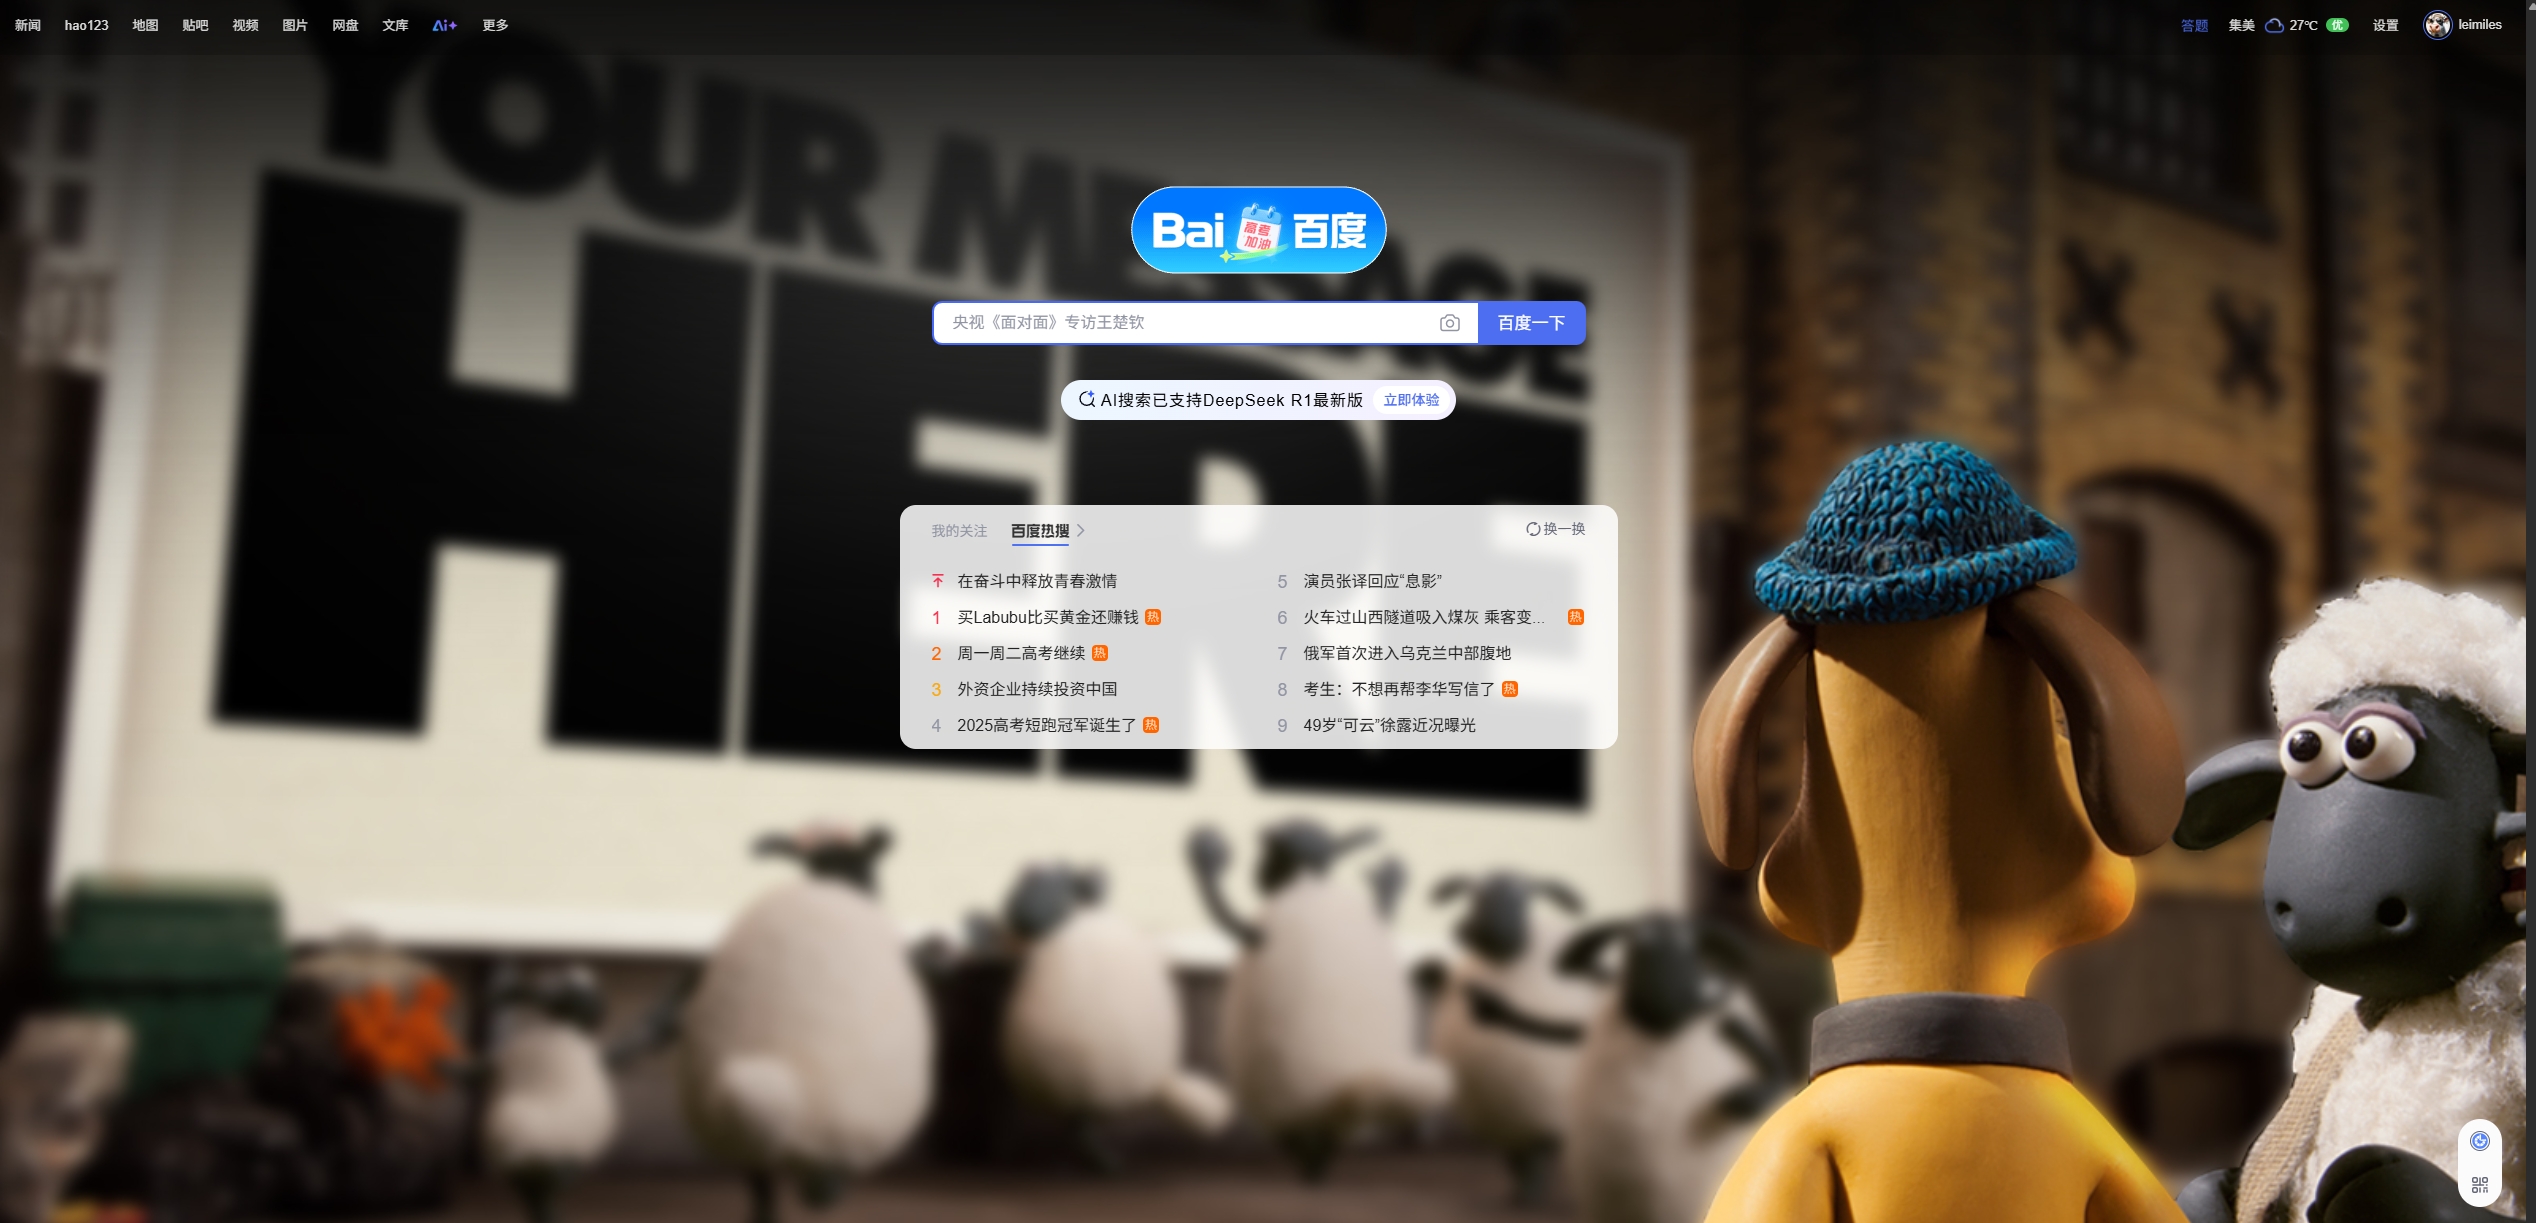 新闻 hao123 地图 贴吧 视频 图片 网盘 文库 Ai+ 更多
答题 集美 27℃ 优 设置 leimiles
YOUR MESSAGE
HERE
Bai 高考加油 百度
央视《面对面》专访王楚钦 百度一下
AI搜索已支持DeepSeek R1最新版 立即体验
我的关注 百度热搜 换一换
在奋斗中释放青春激情
1 买Labubu比买黄金还赚钱 热
2 周一周二高考继续 热
3 外资企业持续投资中国
4 2025高考短跑冠军诞生了 热
5 演员张译回应“息影”
6 火车过山西隧道吸入煤灰 乘客变... 热
7 俄军首次进入乌克兰中部腹地
8 考生：不想再帮李华写信了 热
9 49岁“可云”徐露近况曝光